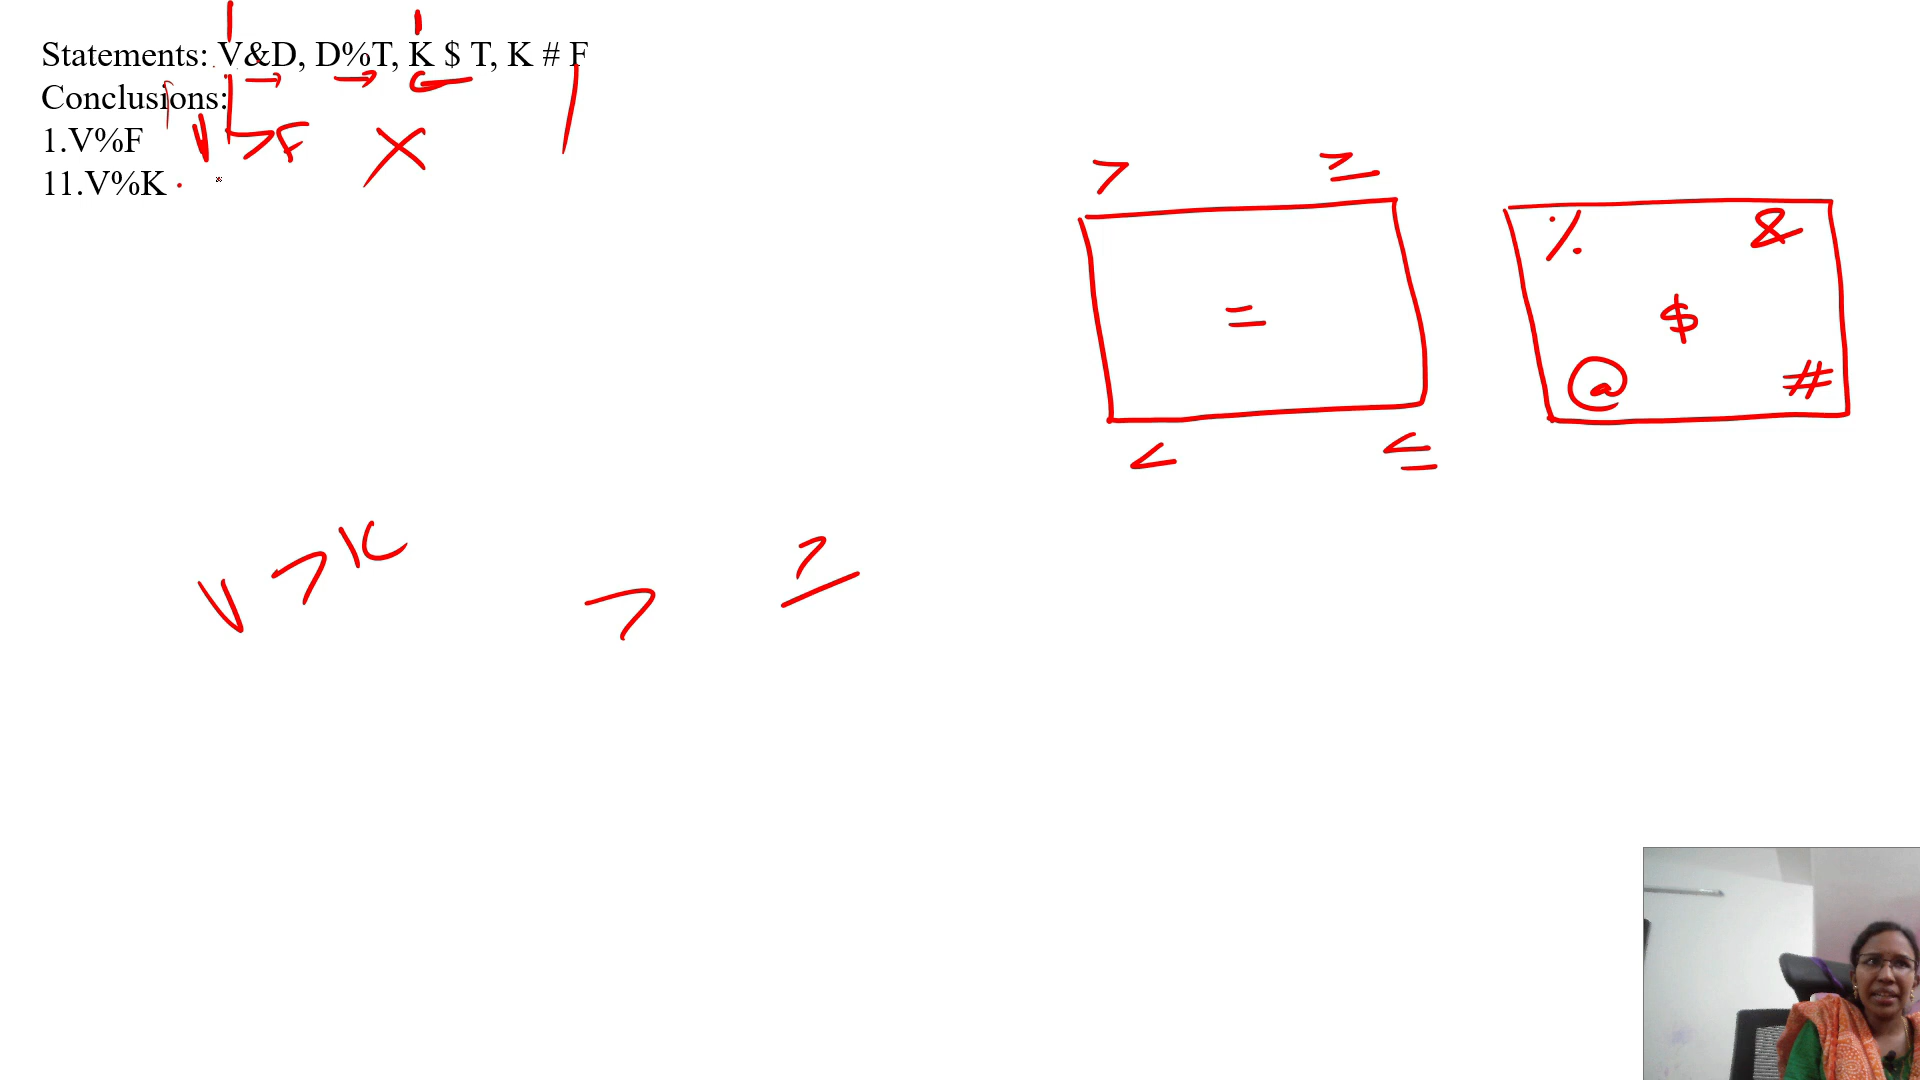 Statements: V&D, D%T, K $ T, K # F
Conclusions:
1.V%F V > F X
11.V%K
> ≥
% &
= $
@ #
< ≤
V > K > ≥